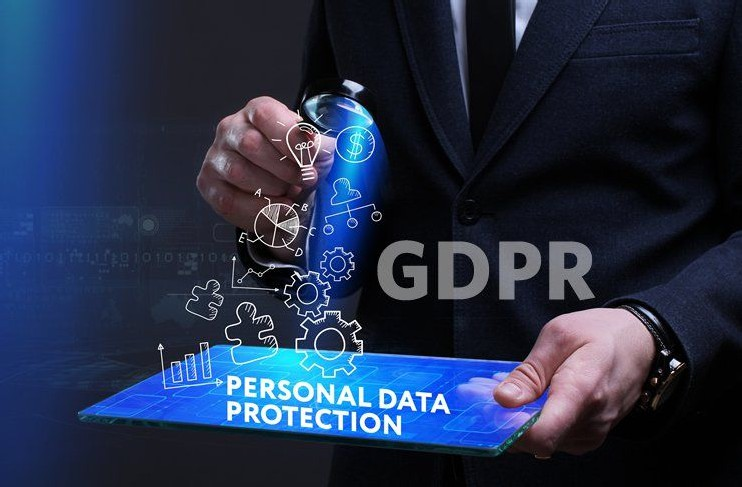 $
A
B
C
D
E
GDPR
PERSONAL DATA
PROTECTION